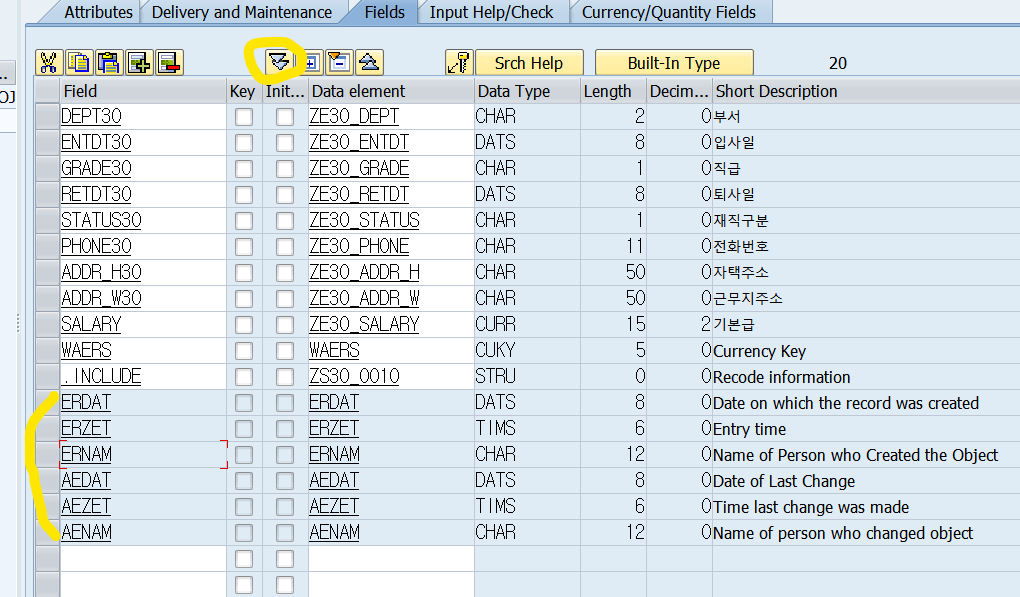 Attributes Delivery and Maintenance Fields Input Help/Check Currency/Quantity Fields
..
Srch Help Built-In Type 20
OJ
Field Key Init... Data element Data Type Length Decim... Short Description
DEPT30 ZE30_DEPT CHAR 2 0 부서
ENTDT30 ZE30_ENTDT DATS 8 0 입사일
GRADE30 ZE30_GRADE CHAR 1 0 직급
RETDT30 ZE30_RETDT DATS 8 0 퇴사일
STATUS30 ZE30_STATUS CHAR 1 0 재직구분
PHONE30 ZE30_PHONE CHAR 11 0 전화번호
ADDR_H30 ZE30_ADDR_H CHAR 50 0 자택주소
ADDR_W30 ZE30_ADDR_W CHAR 50 0 근무지주소
SALARY ZE30_SALARY CURR 15 2 기본급
WAERS WAERS CUKY 5 0 Currency Key
.INCLUDE ZS30_0010 STRU 0 0 Recode information
ERDAT ERDAT DATS 8 0 Date on which the record was created
ERZET ERZET TIMS 6 0 Entry time
ERNAM ERNAM CHAR 12 0 Name of Person who Created the Object
AEDAT AEDAT DATS 8 0 Date of Last Change
AEZET AEZET TIMS 6 0 Time last change was made
AENAM AENAM CHAR 12 0 Name of person who changed object